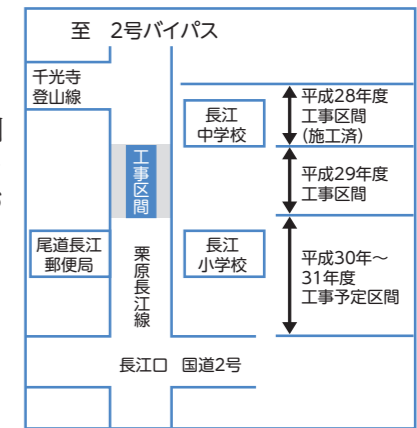 至 2号バイパス
千光寺
登山線
長江
中学校
平成28年度
工事区間
(施工済)
工事区間
平成29年度
工事区間
尾道長江
郵便局
栗原長江線
長江
小学校
平成30年～
31年度
工事予定区間
長江口 国道2号